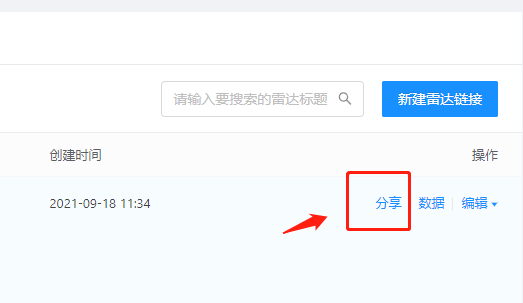 请输入要搜索的雷达标题 新建雷达链接
创建时间 操作
2021-09-18 11:34 分享 数据 编辑